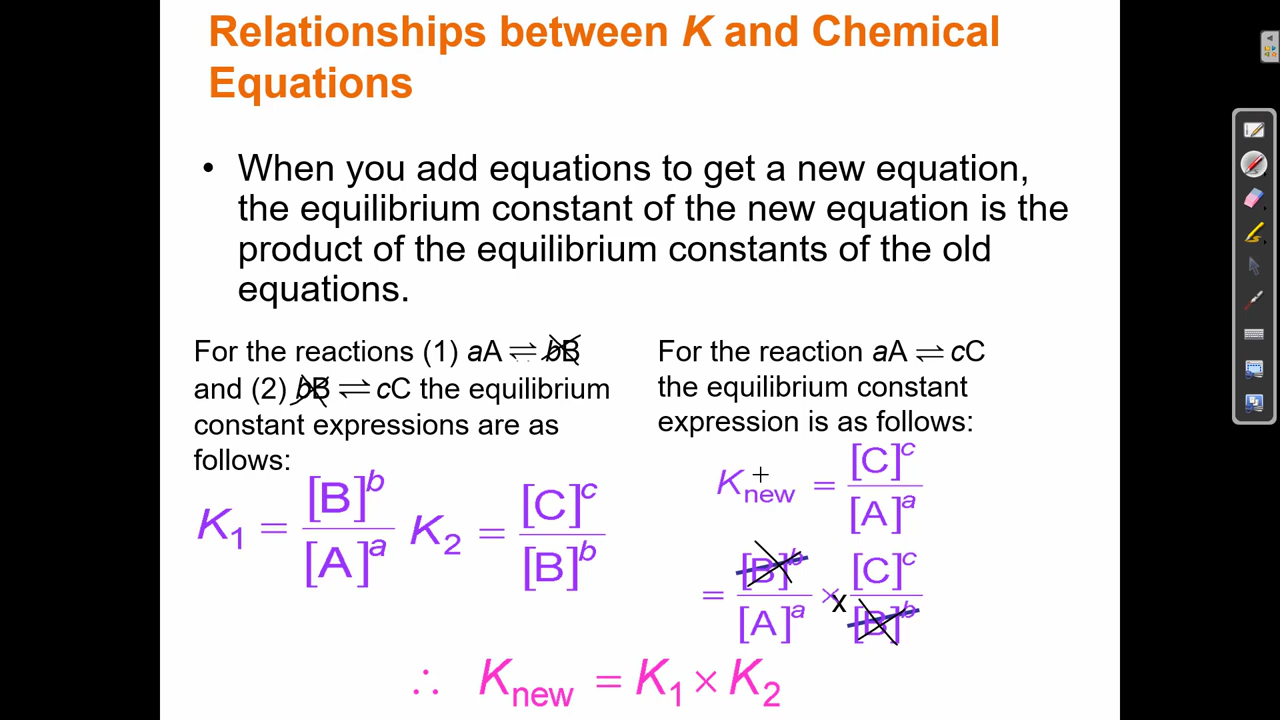 Relationships between K and Chemical
Equations
• When you add equations to get a new equation,
the equilibrium constant of the new equation is the
product of the equilibrium constants of the old
equations.
For the reactions (1) aA ⇌ bB
and (2) bB ⇌ cC the equilibrium
constant expressions are as
follows:
K₁ = [B]ᵇ / [A]ᵃ K₂ = [C]ᶜ / [B]ᵇ
For the reaction aA ⇌ cC
the equilibrium constant
expression is as follows:
K_new = [C]ᶜ / [A]ᵃ
= [B]ᵇ / [A]ᵃ × x [C]ᶜ / [B]ᵇ
∴ K_new = K₁ × K₂